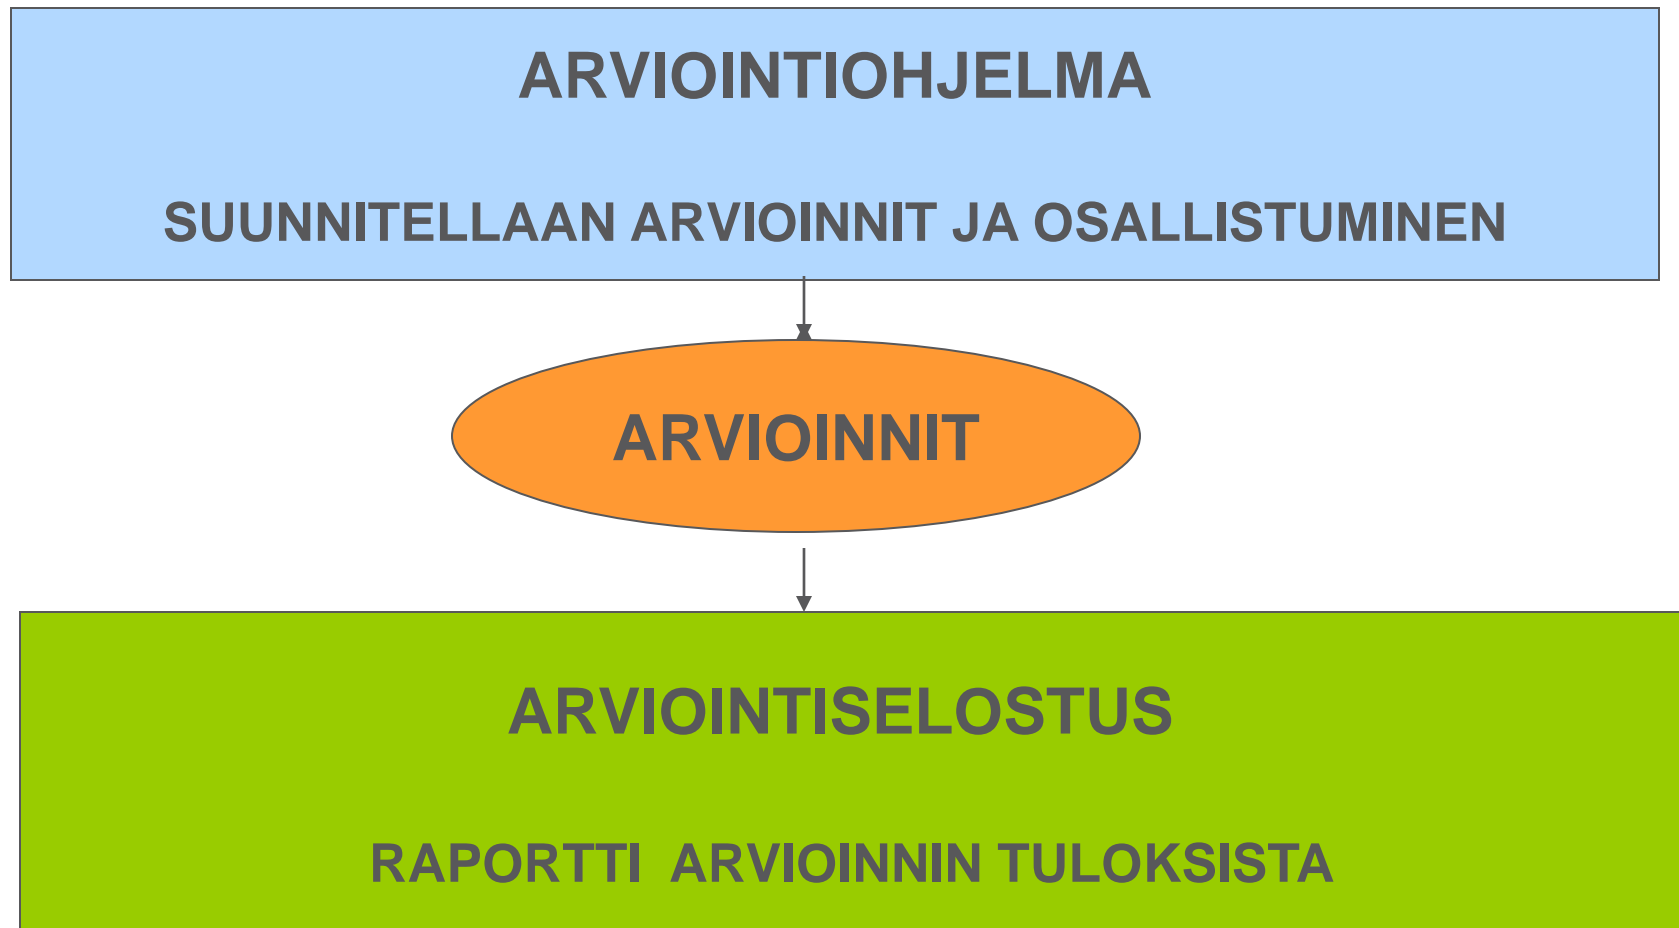 ARVIOINTIOHJELMA
SUUNNITELLAAN ARVIOINNIT JA OSALLISTUMINEN
ARVIOINNIT
ARVIOINTISELOSTUS
RAPORTTI ARVIOINNIN TULOKSISTA